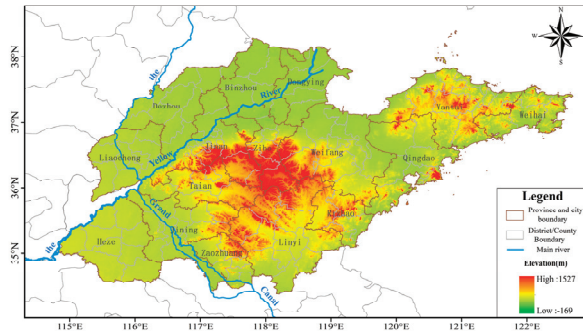 N
W
E
S
38°N
37°N
36°N
35°N
the
Dezhou
Binzhou
Dongying
River
Yellow
Liaocheng
Jinan
Zibo
Weifang
Yantai
Weihai
Qingdao
Taian
Grand
Jining
Heze
the
Zaozhuang
Linyi
Rizhao
Canal
Legend
Province and city
boundary
District/County
Boundary
Main river
Elevation(m)
High :1527
Low :-169
115°E
116°E
117°E
118°E
119°E
120°E
121°E
122°E